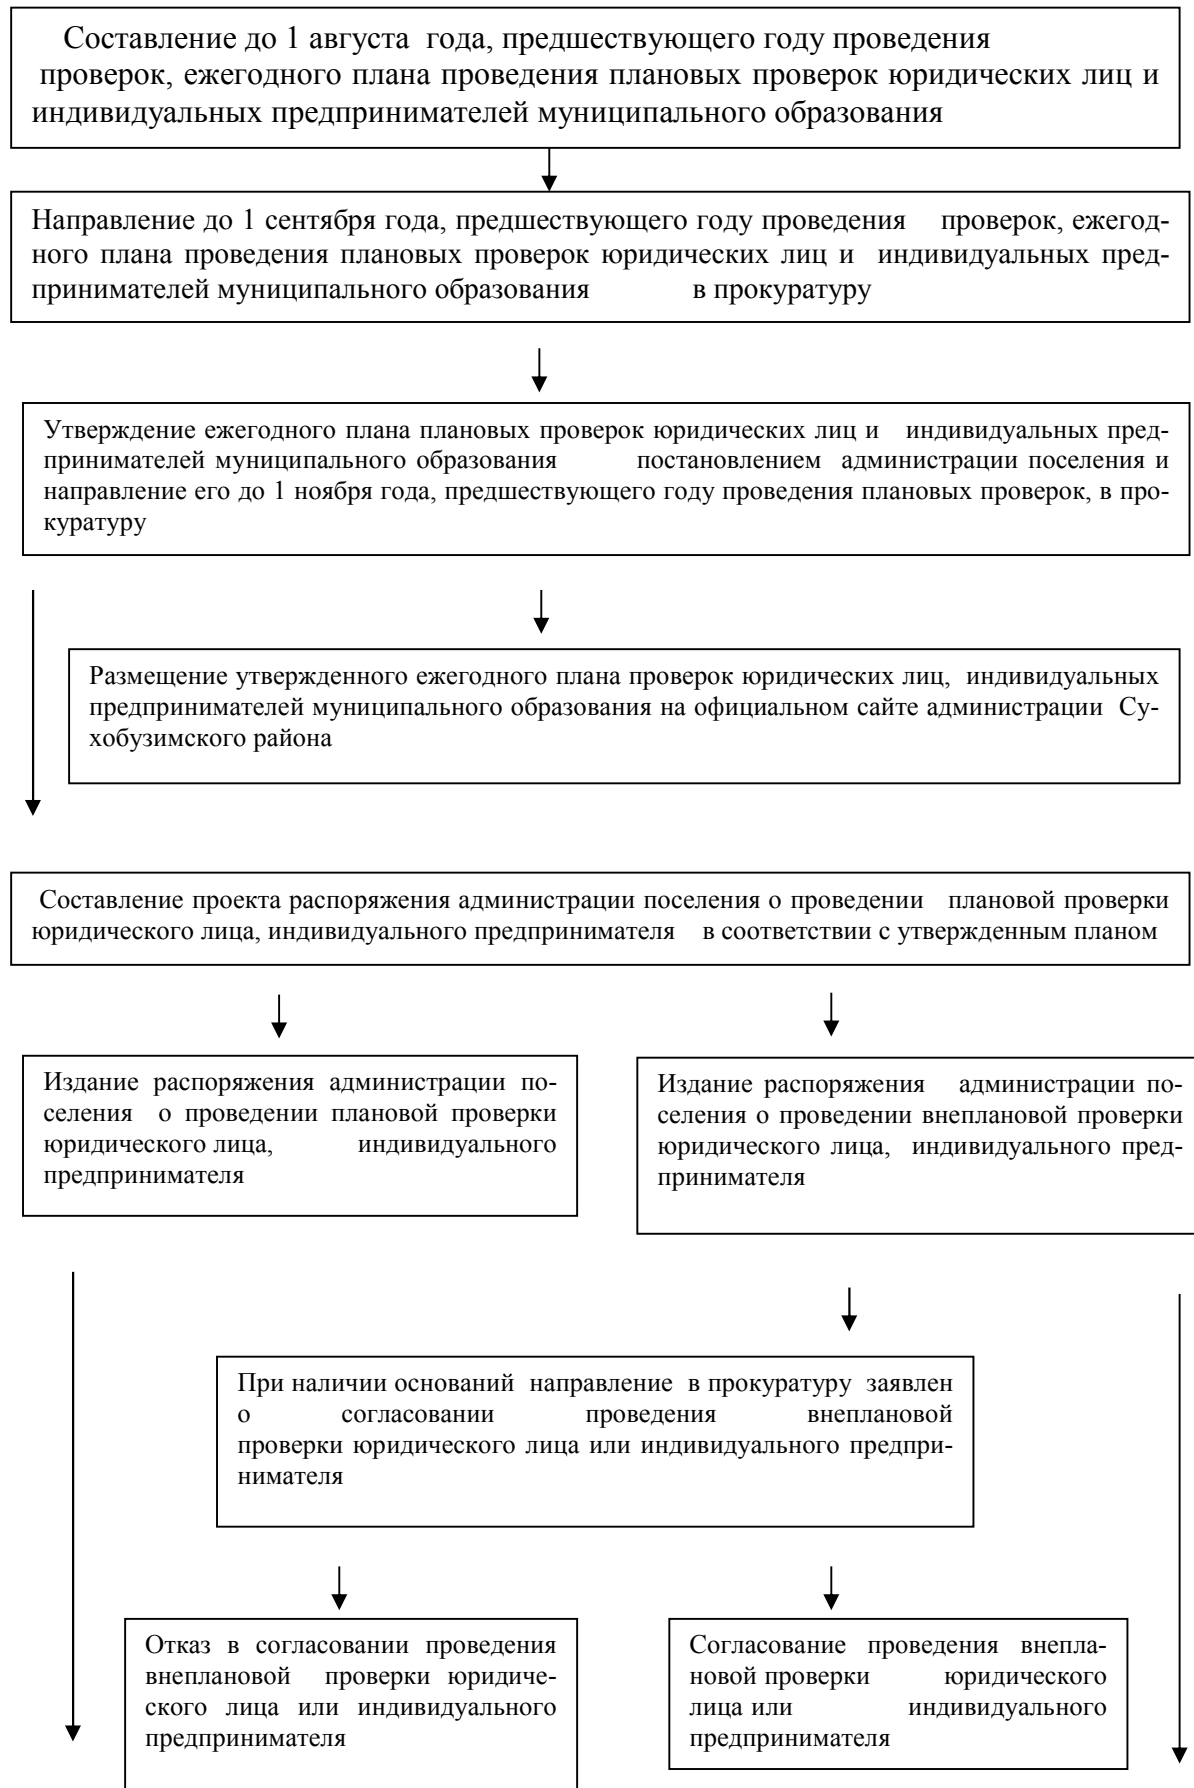 Составление до 1 августа года, предшествующего году проведения
проверок, ежегодного плана проведения плановых проверок юридических лиц и
индивидуальных предпринимателей муниципального образования
Направление до 1 сентября года, предшествующего году проведения проверок, ежегод-
ного плана проведения плановых проверок юридических лиц и индивидуальных пред-
принимателей муниципального образования в прокуратуру
Утверждение ежегодного плана плановых проверок юридических лиц и индивидуальных пред-
принимателей муниципального образования постановлением администрации поселения и
направление его до 1 ноября года, предшествующего году проведения плановых проверок, в про-
куратуру
Размещение утвержденного ежегодного плана проверок юридических лиц, индивидуальных
предпринимателей муниципального образования на официальном сайте администрации Су-
хобузимского района
Составление проекта распоряжения администрации поселения о проведении плановой проверки
юридического лица, индивидуального предпринимателя в соответствии с утвержденным планом
Издание распоряжения администрации по-
селения о проведении плановой проверки
юридического лица, индивидуального
предпринимателя
Издание распоряжения администрации по-
селения о проведении внеплановой проверки
юридического лица, индивидуального пред-
принимателя
При наличии оснований направление в прокуратуру заявлен
о согласовании проведения внеплановой
проверки юридического лица или индивидуального предпри-
нимателя
Отказ в согласовании проведения
внеплановой проверки юридиче-
ского лица или индивидуального
предпринимателя
Согласование проведения внепла-
новой проверки юридического
лица или индивидуального
предпринимателя